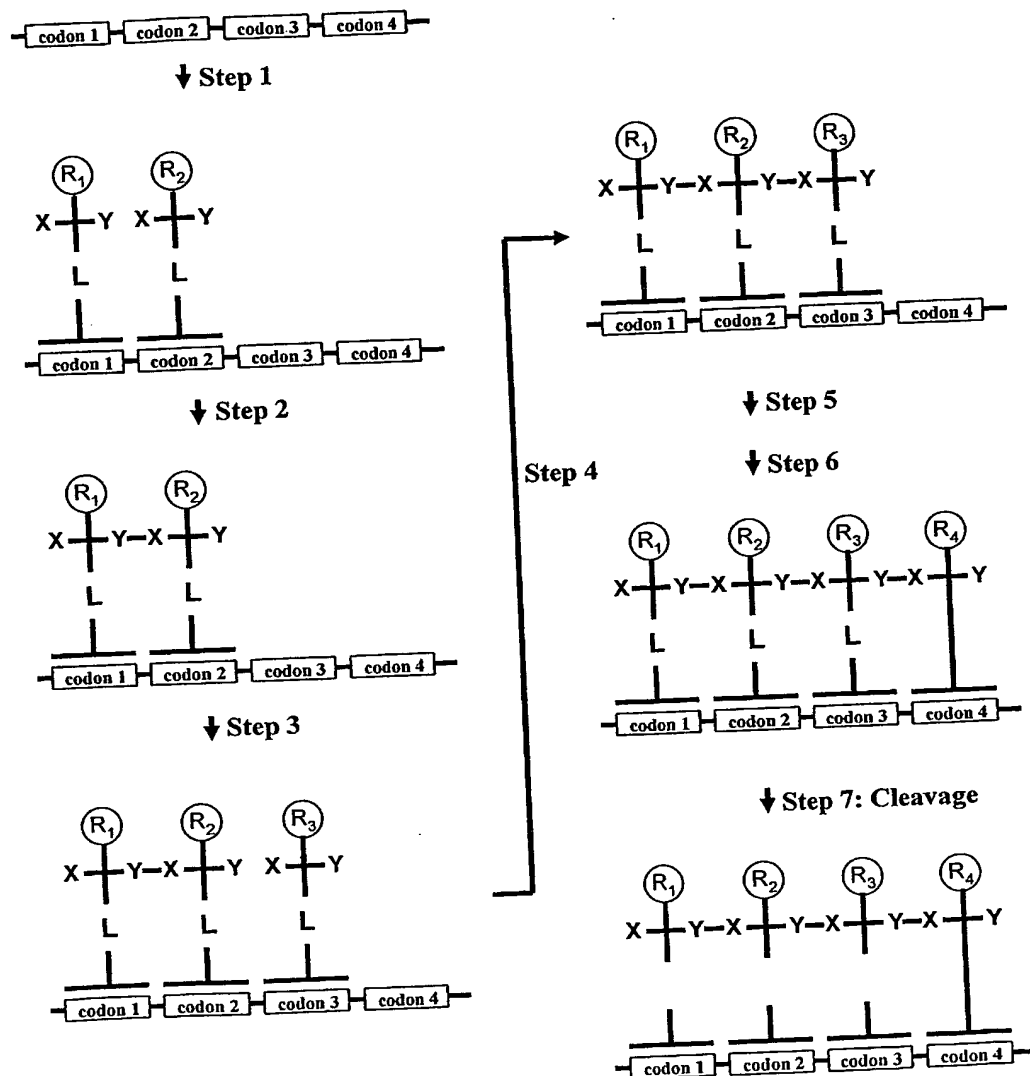 codon 1 codon 2 codon 3 codon 4
Step 1
R1 R2
X Y X Y
L L
codon 1 codon 2 codon 3 codon 4
Step 2
R1 R2
X Y-X Y
L L
codon 1 codon 2 codon 3 codon 4
Step 3
R1 R2 R3
X Y-X Y X Y
L L L
codon 1 codon 2 codon 3 codon 4
Step 4
R1 R2 R3
X Y-X Y-X Y
L L L
codon 1 codon 2 codon 3 codon 4
Step 5
Step 6
R1 R2 R3 R4
X Y-X Y-X Y-X Y
L L L
codon 1 codon 2 codon 3 codon 4
Step 7: Cleavage
R1 R2 R3 R4
X Y-X Y-X Y-X Y
codon 1 codon 2 codon 3 codon 4